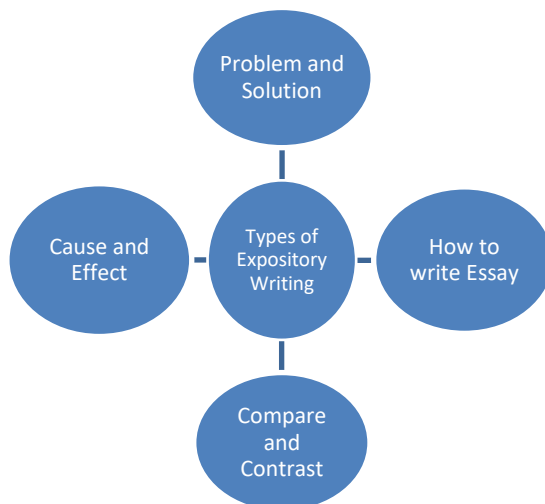 Problem and
Solution
Cause and
Effect
Types of
Expository
Writing
How to
write Essay
Compare
and
Contrast